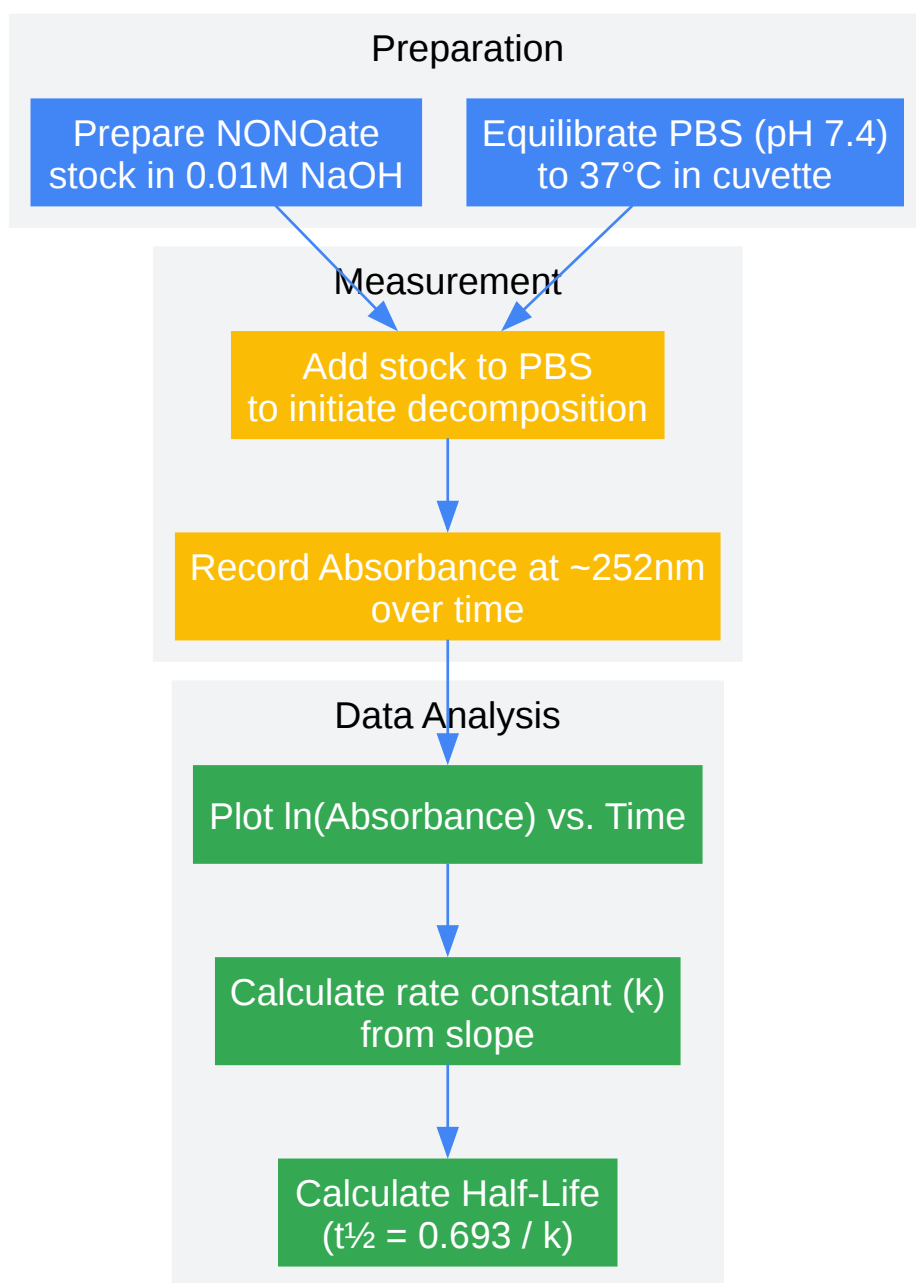 Preparation
Prepare NONOate
stock in 0.01M NaOH
Equilibrate PBS (pH 7.4)
to 37°C in cuvette
Measurement
Add stock to PBS
to initiate decomposition
Record Absorbance at ~252nm
over time
Data Analysis
Plot ln(Absorbance) vs. Time
Calculate rate constant (k)
from slope
Calculate Half-Life
(t½ = 0.693 / k)